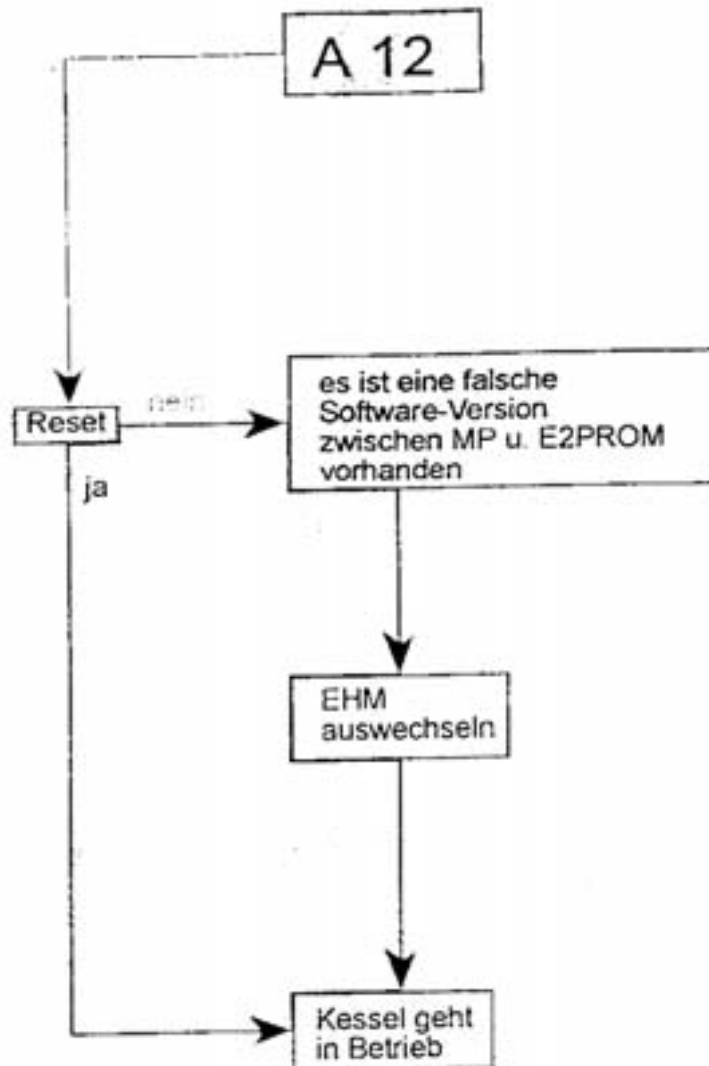 A 12
Reset
nein
es ist eine falsche
Software-Version
zwischen MP u. E2PROM
vorhanden
ja
EHM
auswechseln
Kessel geht
in Betrieb